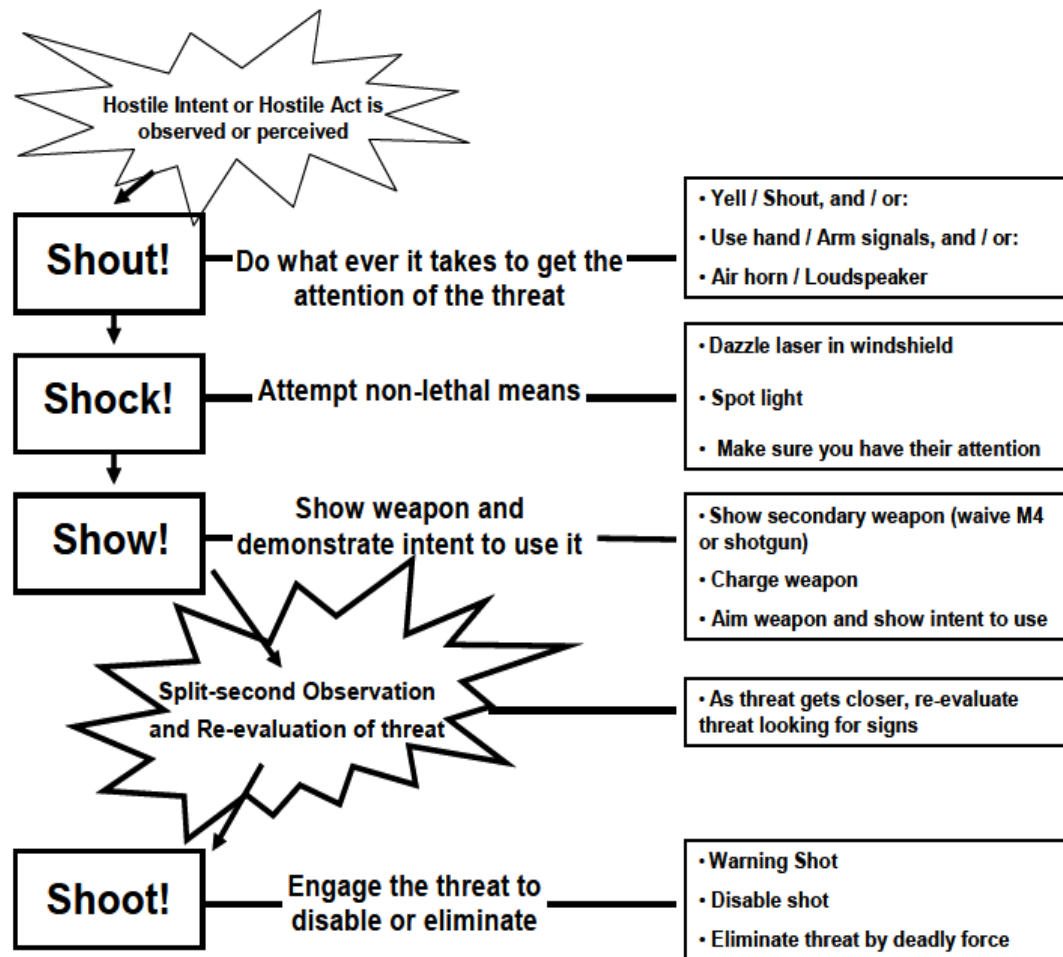 Hostile Intent or Hostile Act is
observed or perceived
Shout!
Do what ever it takes to get the
attention of the threat
• Yell / Shout, and / or:
• Use hand / Arm signals, and / or:
• Air horn / Loudspeaker
Shock!
Attempt non-lethal means
• Dazzle laser in windshield
• Spot light
• Make sure you have their attention
Show!
Show weapon and
demonstrate intent to use it
• Show secondary weapon (waive M4
or shotgun)
• Charge weapon
• Aim weapon and show intent to use
Split-second Observation
and Re-evaluation of threat
• As threat gets closer, re-evaluate
threat looking for signs
Shoot!
Engage the threat to
disable or eliminate
• Warning Shot
• Disable shot
• Eliminate threat by deadly force